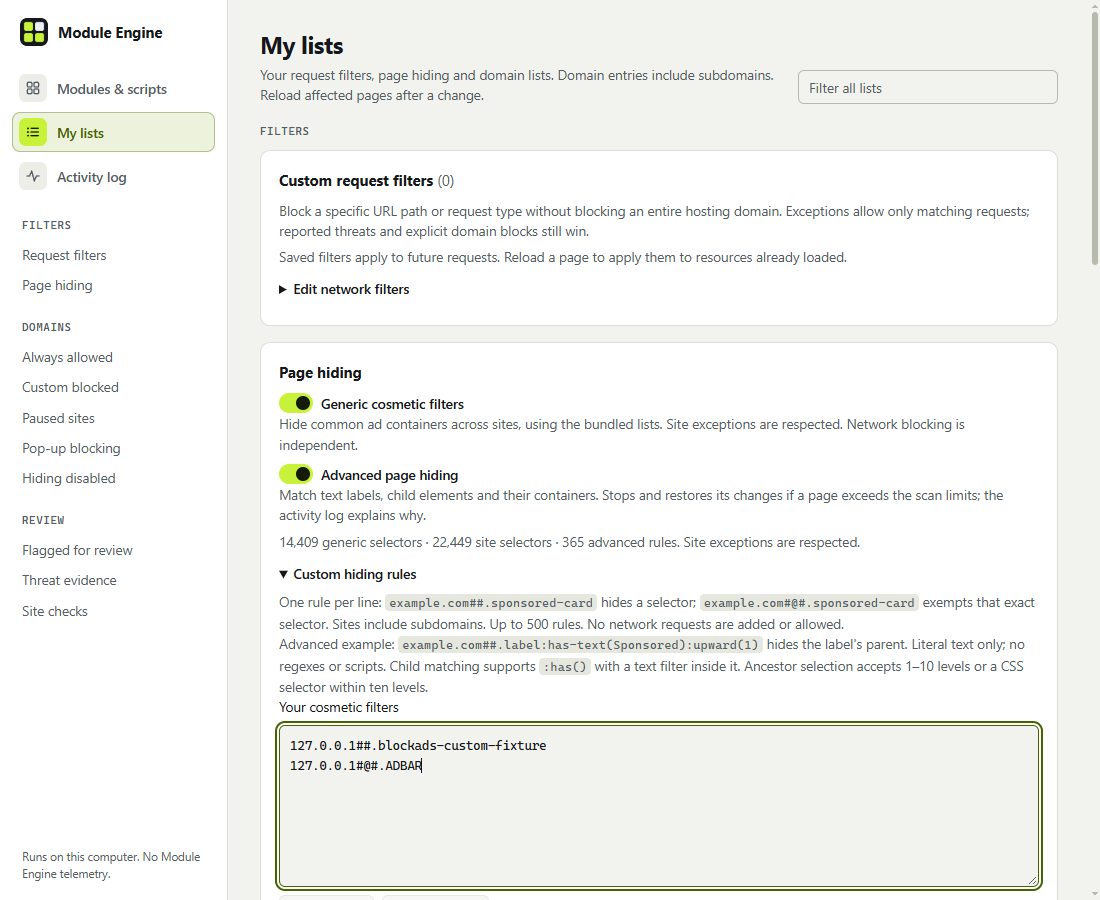 Module Engine
Modules & scripts
My lists
Activity log
FILTERS
Request filters
Page hiding
DOMAINS
Always allowed
Custom blocked
Paused sites
Pop-up blocking
Hiding disabled
REVIEW
Flagged for review
Threat evidence
Site checks
Runs on this computer. No Module
Engine telemetry.
My lists
Your request filters, page hiding and domain lists. Domain entries include subdomains.
Reload affected pages after a change.
Filter all lists
FILTERS
Custom request filters (0)
Block a specific URL path or request type without blocking an entire hosting domain. Exceptions allow only matching requests;
reported threats and explicit domain blocks still win.
Saved filters apply to future requests. Reload a page to apply them to resources already loaded.
Edit network filters
Page hiding
Generic cosmetic filters
Hide common ad containers across sites, using the bundled lists. Site exceptions are respected. Network blocking is
independent.
Advanced page hiding
Match text labels, child elements and their containers. Stops and restores its changes if a page exceeds the scan limits; the
activity log explains why.
14,409 generic selectors · 22,449 site selectors · 365 advanced rules. Site exceptions are respected.
Custom hiding rules
One rule per line: example.com##.sponsored-card hides a selector; example.com#@#.sponsored-card exempts that exact
selector. Sites include subdomains. Up to 500 rules. No network requests are added or allowed.
Advanced example: example.com##.label:has-text(Sponsored):upward(1) hides the label's parent. Literal text only; no
regexes or scripts. Child matching supports :has() with a text filter inside it. Ancestor selection accepts 1–10 levels or a CSS
selector within ten levels.
Your cosmetic filters
127.0.0.1##.blockads-custom-fixture
127.0.0.1#@#.ADBAR